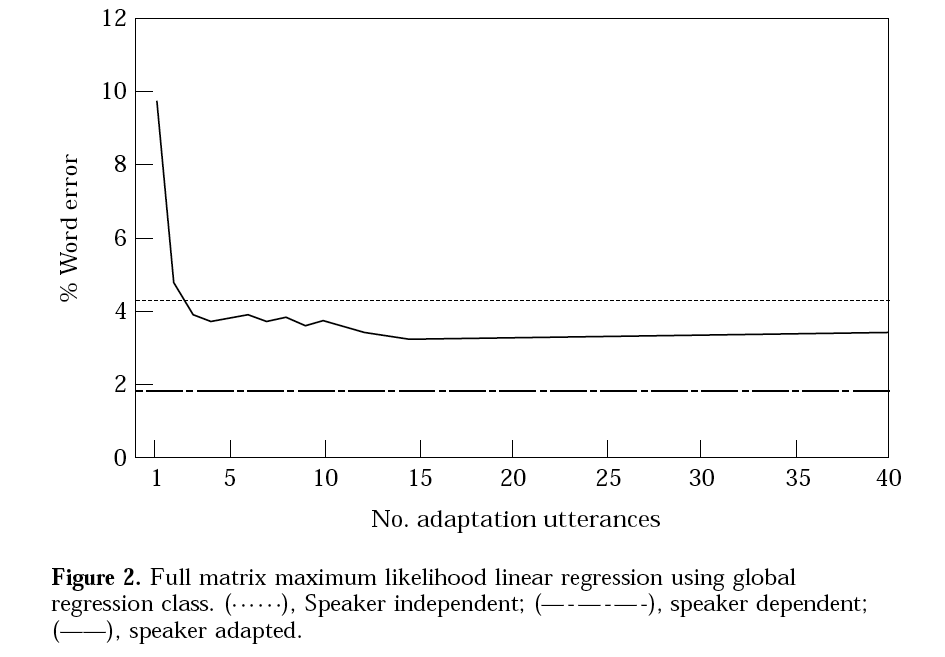 12
10
8
6
4
2
0
% Word error
1 5 10 15 20 25 30 35 40
No. adaptation utterances
Figure 2. Full matrix maximum likelihood linear regression using global
regression class. (······), Speaker independent; (—-—-—-), speaker dependent;
(——), speaker adapted.